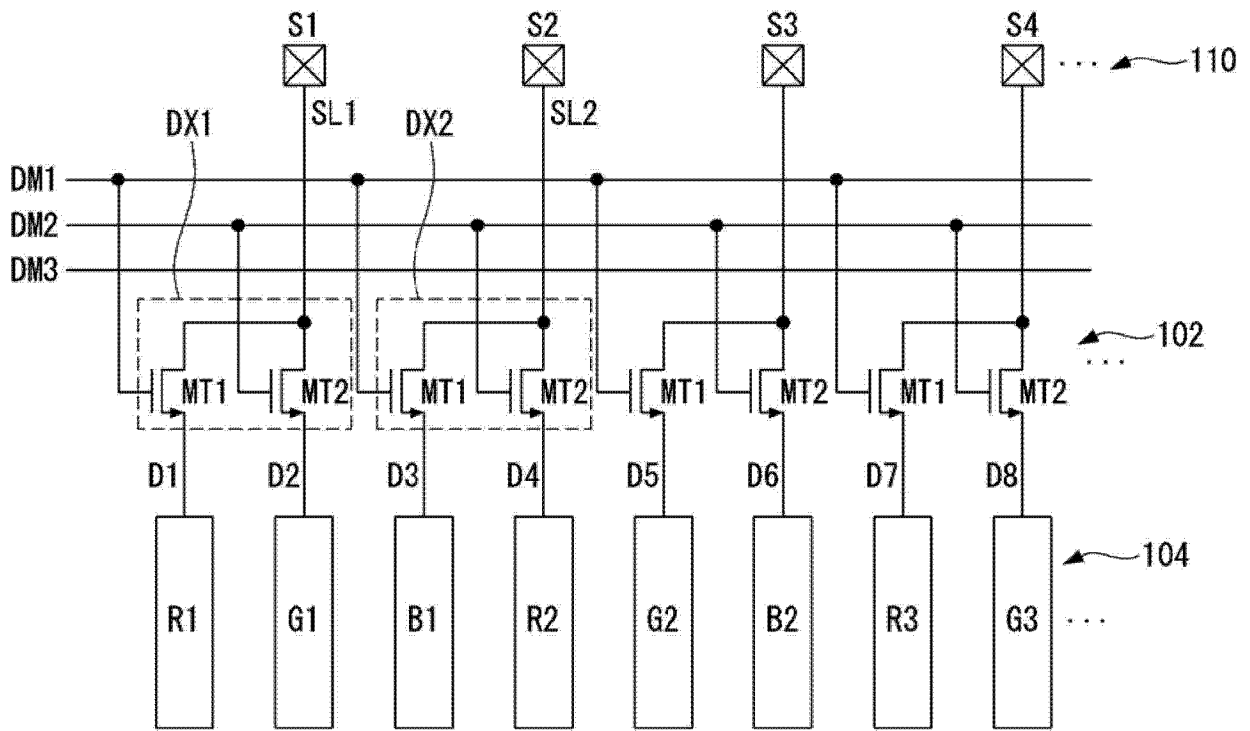 S1 S2 S3 S4 ... 110
SL1 SL2
DX1 DX2
DM1
DM2
DM3
102
...
MT1 MT2 MT1 MT2 MT1 MT2 MT1 MT2
D1 D2 D3 D4 D5 D6 D7 D8
104
R1 G1 B1 R2 G2 B2 R3 G3 ...